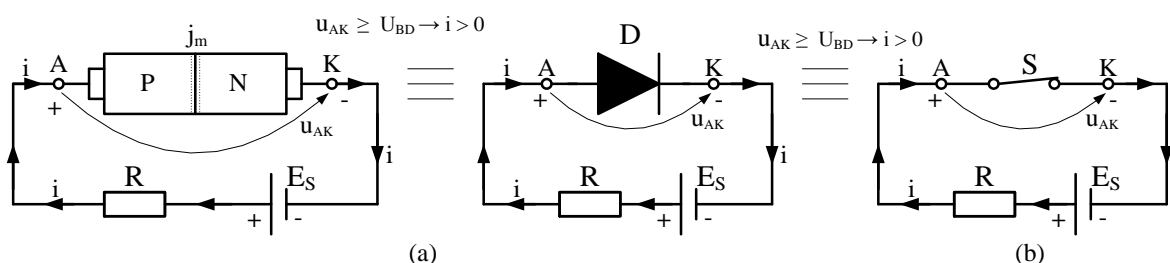 j_m
u_AK ≥ U_BD → i > 0
i A P N K
+ -
u_AK
i
i R E_S
+ -
D
i A K
+ -
u_AK
i
i R E_S
+ -
u_AK ≥ U_BD → i > 0
S
i A K
+ -
u_AK
i R E_S
+ -
(a) (b)